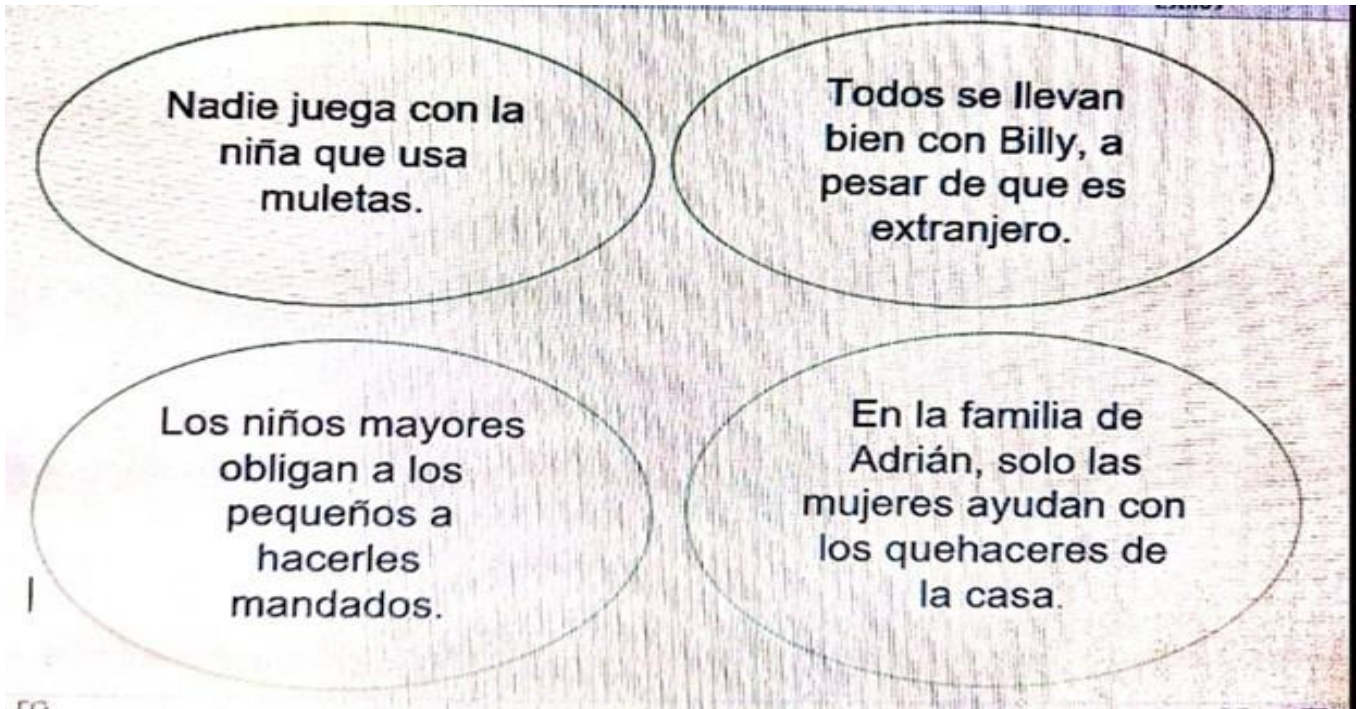 Nadie juega con la
niña que usa
muletas.
Todos se llevan
bien con Billy, a
pesar de que es
extranjero.
Los niños mayores
obligan a los
pequeños a
hacerles
mandados.
En la familia de
Adrián, solo las
mujeres ayudan con
los quehaceres de
la casa.